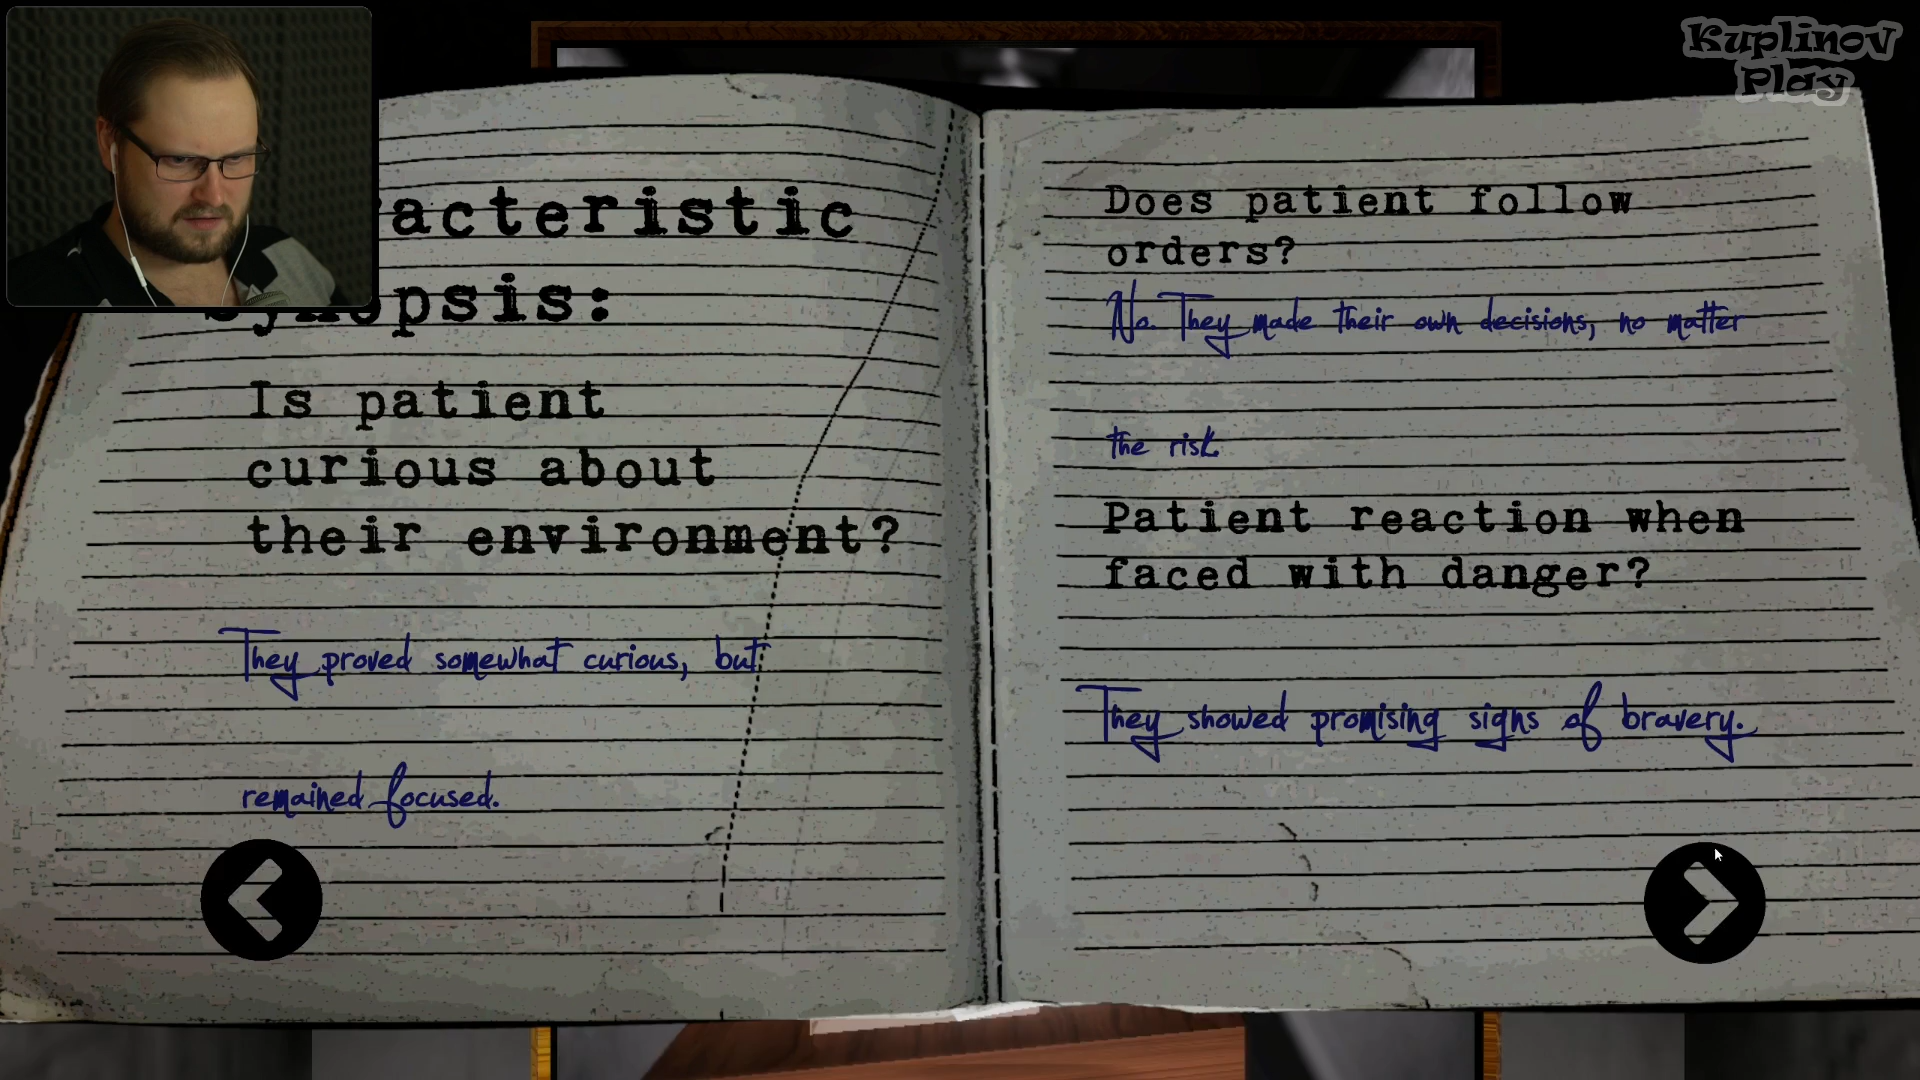 Kuplinov
Play
acteristic
opsis:
Is patient
curious about
their environment?
They proved somewhat curious, but
remained focused.
Does patient follow
orders?
No. They made their own decisions, no matter
the risk.
Patient reaction when
faced with danger?
They showed promising signs of bravery.